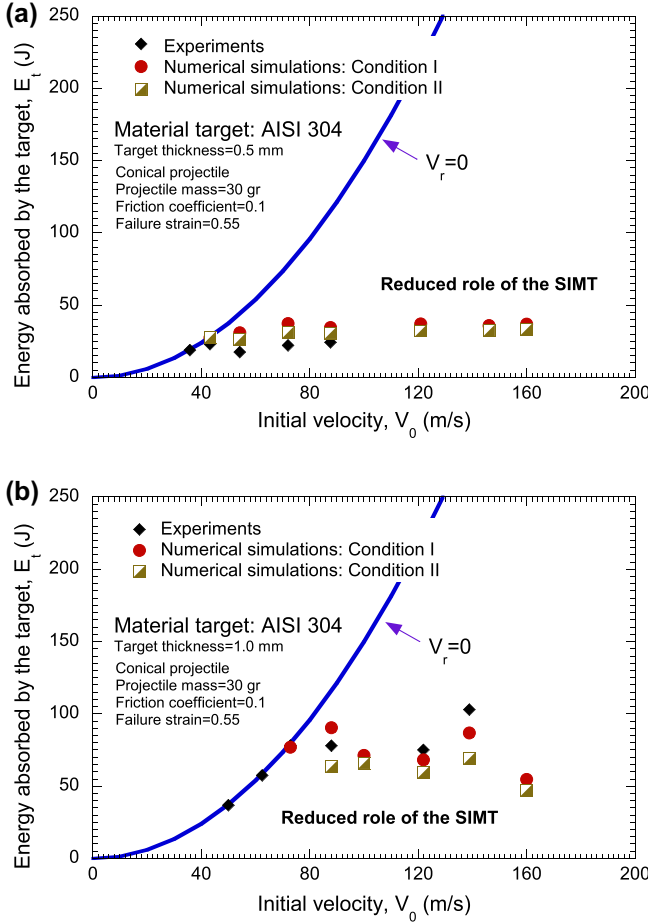 (a)
250
200
150
100
50
0
Energy absorbed by the target, E_t (J)
Experiments
Numerical simulations: Condition I
Numerical simulations: Condition II
Material target: AISI 304
Target thickness=0.5 mm
Conical projectile
Projectile mass=30 gr
Friction coefficient=0.1
Failure strain=0.55
V_r=0
Reduced role of the SIMT
0 40 80 120 160 200
Initial velocity, V_0 (m/s)
(b)
250
200
150
100
50
0
Energy absorbed by the target, E_t (J)
Experiments
Numerical simulations: Condition I
Numerical simulations: Condition II
Material target: AISI 304
Target thickness=1.0 mm
Conical projectile
Projectile mass=30 gr
Friction coefficient=0.1
Failure strain=0.55
V_r=0
Reduced role of the SIMT
0 40 80 120 160 200
Initial velocity, V_0 (m/s)